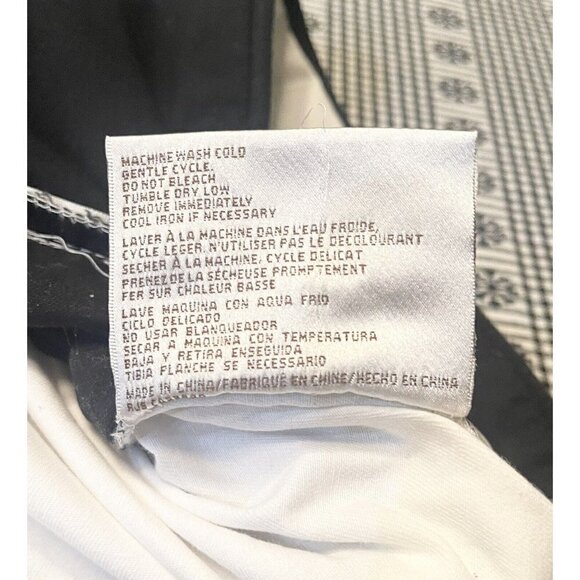 MACHINE WASH COLD
GENTLE CYCLE.
DO NOT BLEACH
TUMBLE DRY LOW
REMOVE IMMEDIATELY
COOL IRON IF NECESSARY
LAVER À LA MACHINE DANS L'EAU FROIDE,
CYCLE LEGER. N'UTILISER PAS LE DECOLOURANT
SECHER À LA MACHINE, CYCLE DELICAT
PRENEZ DE LA SÉCHEUSE PROMPTEMENT
FER SUR CHALEUR BASSE
LAVE MAQUINA CON AQUA FRIO
CICLO DELICADO
NO USAR BLANQUEADOR
SECAR A MAQUINA CON TEMPERATURA
BAJA Y RETIRA ENSEGUIDA
TIBIA PLANCHE SE NECESSARIO
MADE IN CHINA/FABRIQUÉ EN CHINE/HECHO EN CHINA